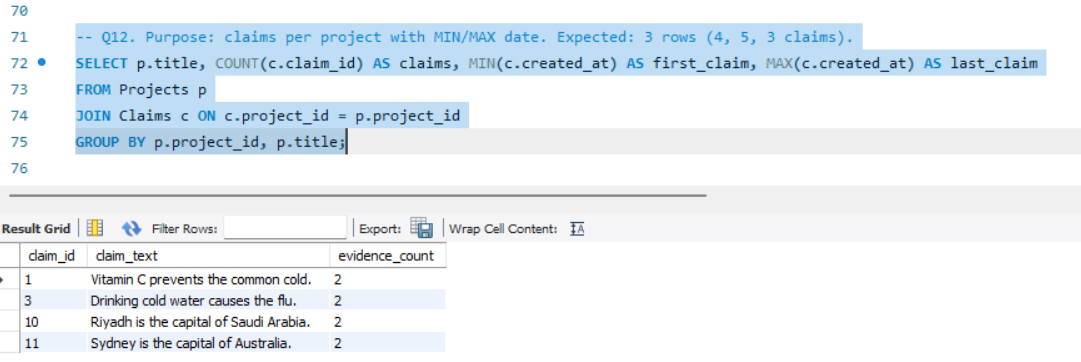 70
71 -- Q12. Purpose: claims per project with MIN/MAX date. Expected: 3 rows (4, 5, 3 claims).
72 SELECT p.title, COUNT(c.claim_id) AS claims, MIN(c.created_at) AS first_claim, MAX(c.created_at) AS last_claim
73 FROM Projects p
74 JOIN Claims c ON c.project_id = p.project_id
75 GROUP BY p.project_id, p.title;
76
Result Grid Filter Rows: Export: Wrap Cell Content: IA
claim_id claim_text evidence_count
1 Vitamin C prevents the common cold. 2
3 Drinking cold water causes the flu. 2
10 Riyadh is the capital of Saudi Arabia. 2
11 Sydney is the capital of Australia. 2